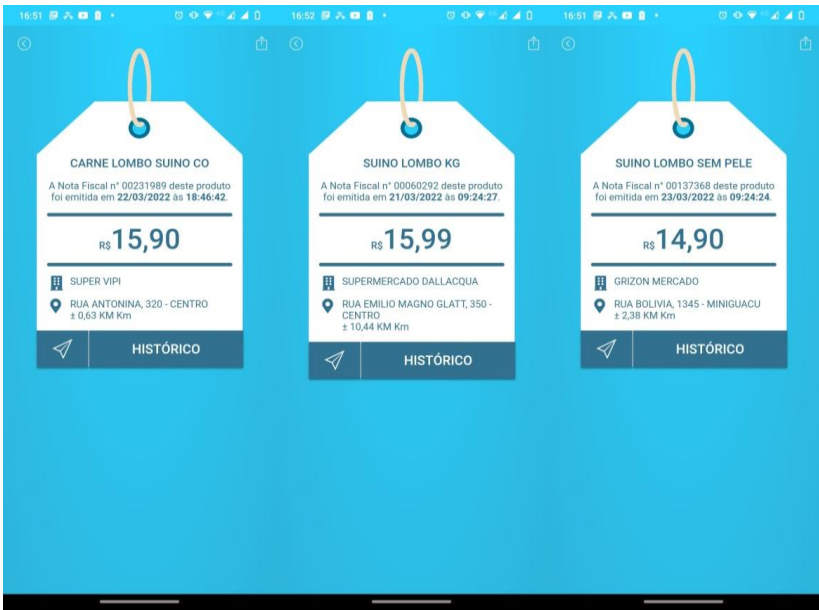 16:51
CARNE LOMBO SUINO CO
A Nota Fiscal n° 00231989 deste produto
foi emitida em 22/03/2022 às 18:46:42.
R$ 15,90
SUPER VIPI
RUA ANTONINA, 320 - CENTRO
± 0,63 KM Km
HISTÓRICO
16:52
SUINO LOMBO KG
A Nota Fiscal n° 00060292 deste produto
foi emitida em 21/03/2022 às 09:24:27.
R$ 15,99
SUPERMERCADO DALLACQUA
RUA EMILIO MAGNO GLATT, 350 -
CENTRO
± 10,44 KM Km
HISTÓRICO
16:51
SUINO LOMBO SEM PELE
A Nota Fiscal n° 00137368 deste produto
foi emitida em 23/03/2022 às 09:24:24.
R$ 14,90
GRIZON MERCADO
RUA BOLIVIA, 1345 - MINIGUACU
± 2,38 KM Km
HISTÓRICO